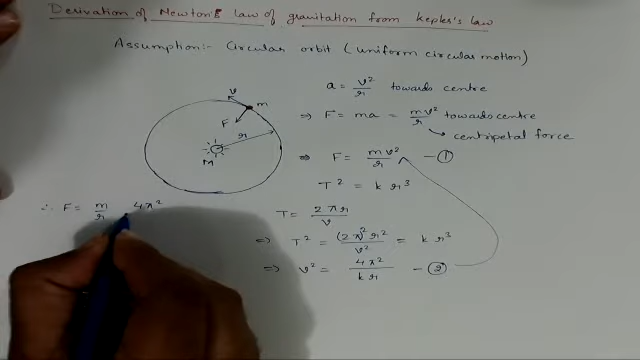 Derivation of Newton's law of gravitation from Kepler's law
Assumption:- Circular orbit (uniform circular motion)
a = v²/r towards centre
⇒ F = ma = mv²/r towards centre
centripetal force
⇒ F = mv²/r - ①
T² = k r³
T = 2πr/v
⇒ T² = (2π)² r²/v² = k r³
⇒ v² = 4π²/kr - ②
v
m
F
r
M
∴ F = m/r 4π²